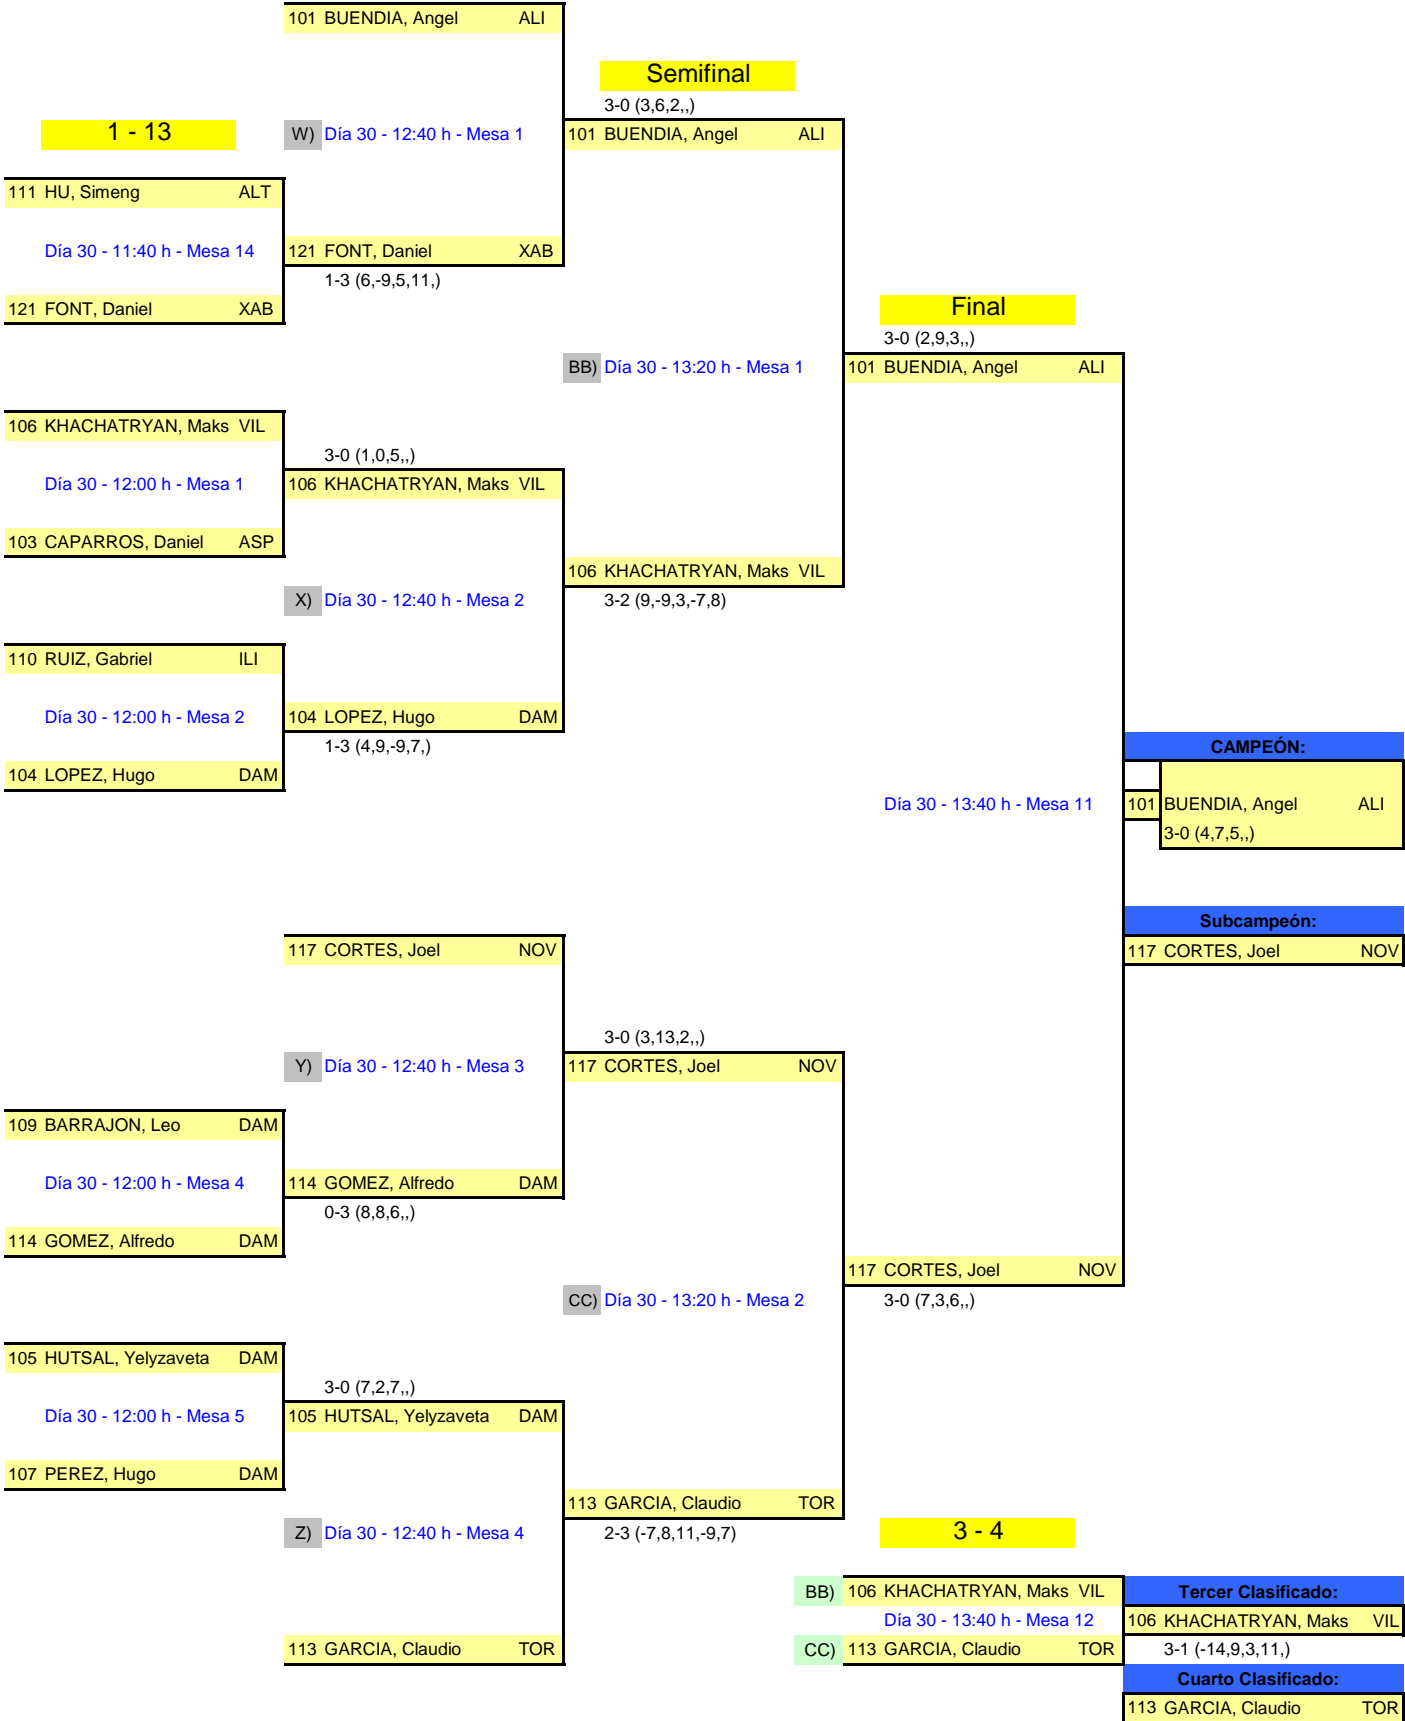 101 BUENDIA, Angel ALI
Semifinal
3-0 (3,6,2,,)
1 - 13
W) Día 30 - 12:40 h - Mesa 1
101 BUENDIA, Angel ALI
111 HU, Simeng ALT
Día 30 - 11:40 h - Mesa 14
121 FONT, Daniel XAB
1-3 (6,-9,5,11,)
121 FONT, Daniel XAB
Final
3-0 (2,9,3,,)
BB) Día 30 - 13:20 h - Mesa 1
101 BUENDIA, Angel ALI
106 KHACHATRYAN, Maks VIL
3-0 (1,0,5,,)
Día 30 - 12:00 h - Mesa 1
106 KHACHATRYAN, Maks VIL
103 CAPARROS, Daniel ASP
106 KHACHATRYAN, Maks VIL
X) Día 30 - 12:40 h - Mesa 2
3-2 (9,-9,3,-7,8)
110 RUIZ, Gabriel ILI
Día 30 - 12:00 h - Mesa 2
104 LOPEZ, Hugo DAM
1-3 (4,9,-9,7,)
CAMPEÓN:
104 LOPEZ, Hugo DAM
Día 30 - 13:40 h - Mesa 11
101 BUENDIA, Angel ALI
3-0 (4,7,5,,)
Subcampeón:
117 CORTES, Joel NOV
117 CORTES, Joel NOV
3-0 (3,13,2,,)
Y) Día 30 - 12:40 h - Mesa 3
117 CORTES, Joel NOV
109 BARRAJON, Leo DAM
Día 30 - 12:00 h - Mesa 4
114 GOMEZ, Alfredo DAM
0-3 (8,8,6,,)
114 GOMEZ, Alfredo DAM
117 CORTES, Joel NOV
CC) Día 30 - 13:20 h - Mesa 2
3-0 (7,3,6,,)
105 HUTSAL, Yelyzaveta DAM
3-0 (7,2,7,,)
Día 30 - 12:00 h - Mesa 5
105 HUTSAL, Yelyzaveta DAM
107 PEREZ, Hugo DAM
113 GARCIA, Claudio TOR
Z) Día 30 - 12:40 h - Mesa 4
2-3 (-7,8,11,-9,7)
3 - 4
BB) 106 KHACHATRYAN, Maks VIL
Tercer Clasificado:
Día 30 - 13:40 h - Mesa 12
106 KHACHATRYAN, Maks VIL
113 GARCIA, Claudio TOR
CC) 113 GARCIA, Claudio TOR
3-1 (-14,9,3,11,)
Cuarto Clasificado:
113 GARCIA, Claudio TOR